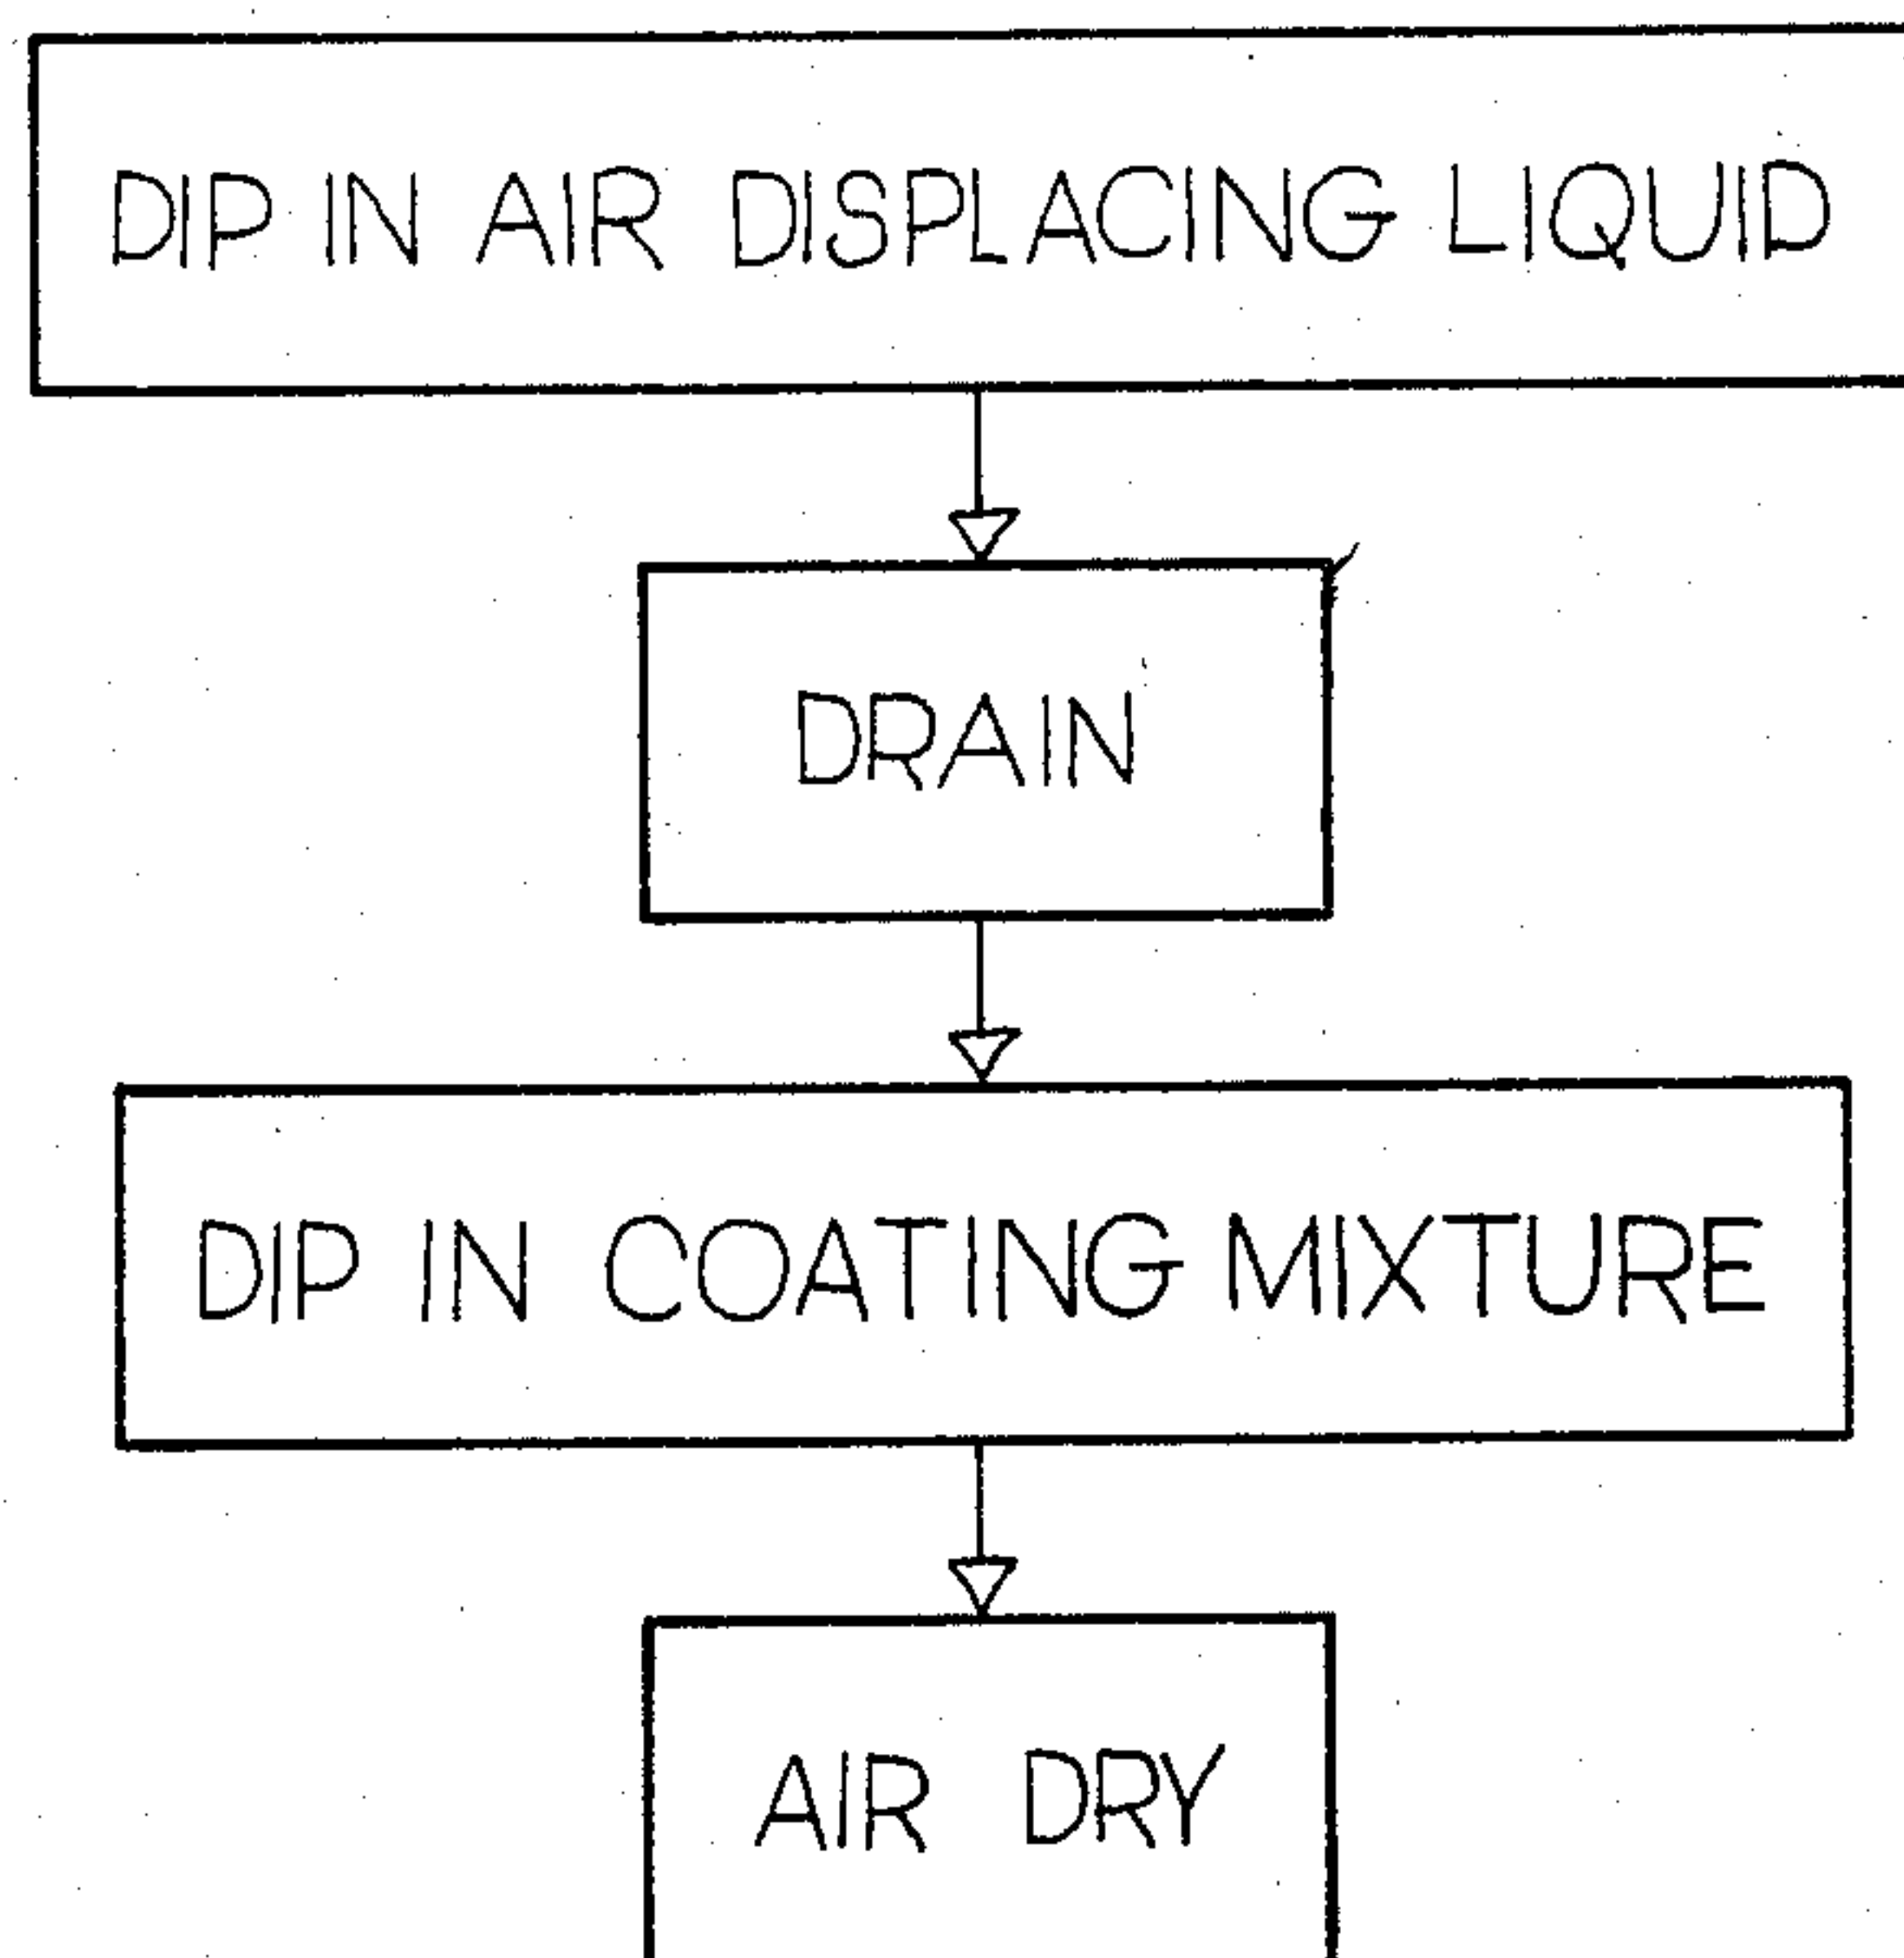 DIP IN AIR DISPLACING LIQUID
DRAIN
DIP IN COATING MIXTURE
AIR DRY